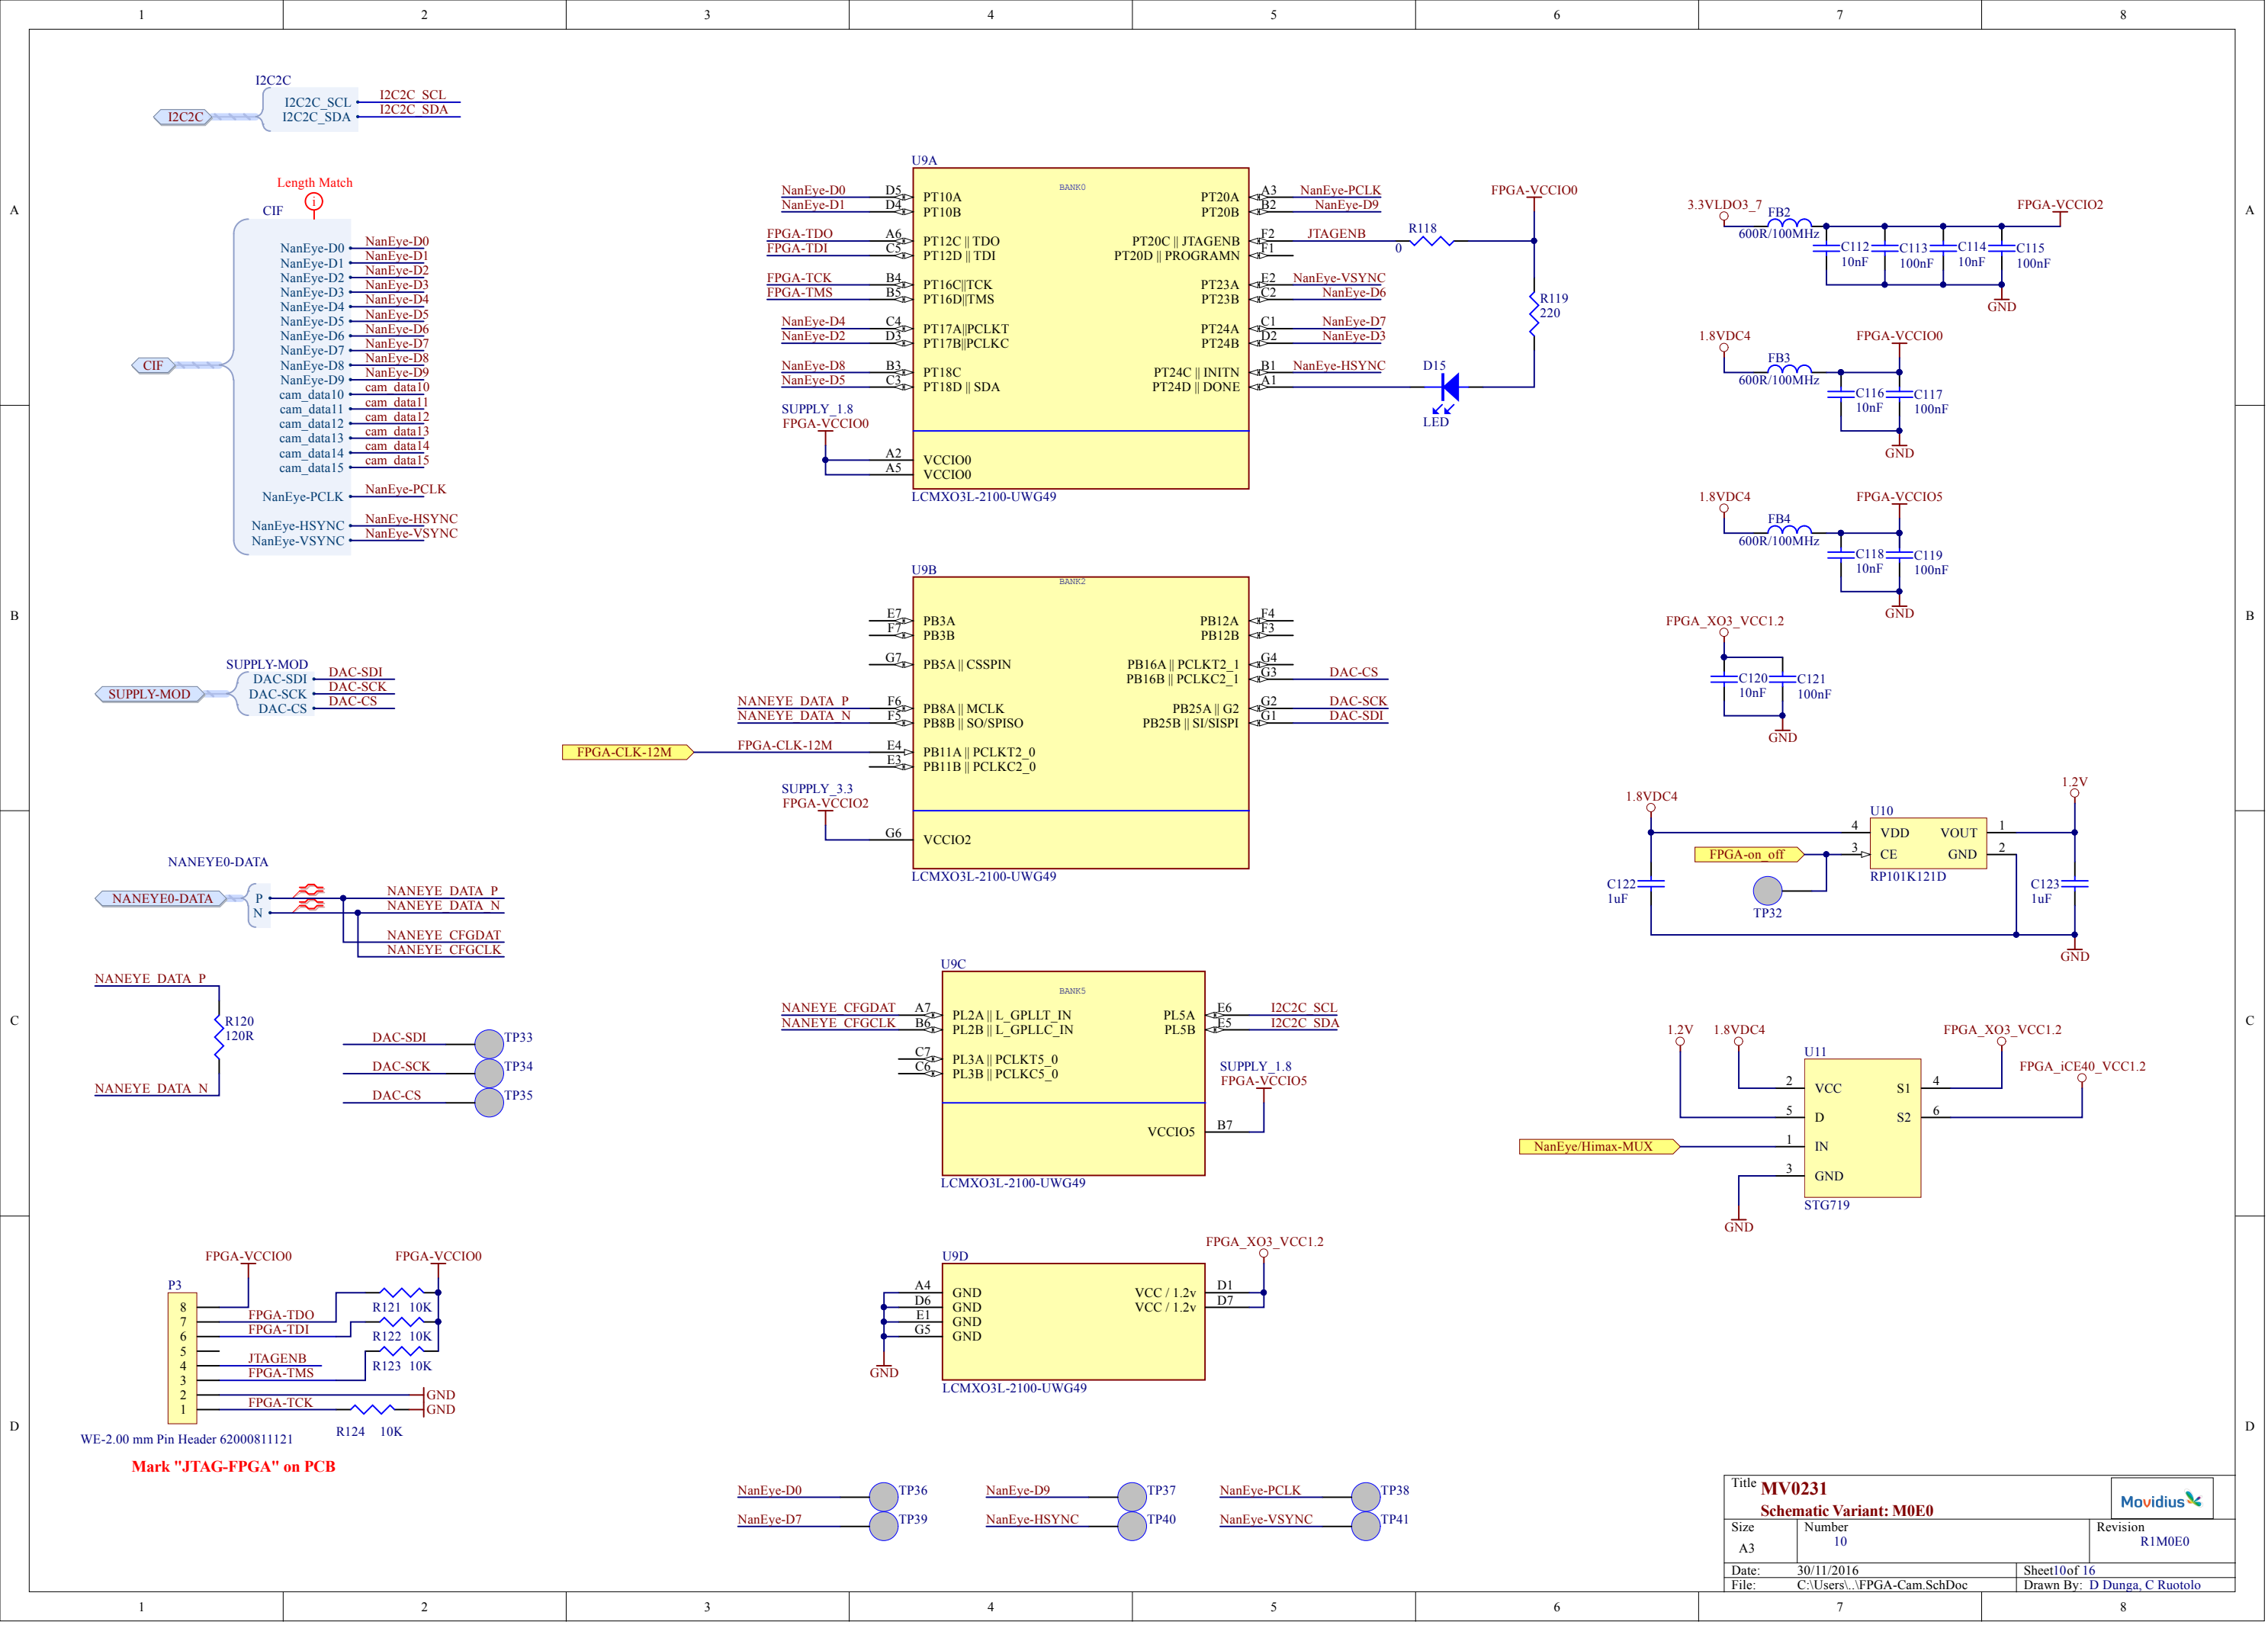 1 2 3 4 5 6 7 8
A
B
C
D
A
B
C
D
I2C2C
I2C2C
I2C2C_SCL I2C2C_SCL
I2C2C_SDA I2C2C_SDA
Length Match
i
CIF
CIF
NanEye-D0 NanEye-D0
NanEye-D1 NanEye-D1
NanEye-D2 NanEye-D2
NanEye-D3 NanEye-D3
NanEye-D4 NanEye-D4
NanEye-D5 NanEye-D5
NanEye-D6 NanEye-D6
NanEye-D7 NanEye-D7
NanEye-D8 NanEye-D8
NanEye-D9 NanEye-D9
cam_data10 cam_data10
cam_data11 cam_data11
cam_data12 cam_data12
cam_data13 cam_data13
cam_data14 cam_data14
cam_data15 cam_data15
NanEye-PCLK NanEye-PCLK
NanEye-HSYNC NanEye-HSYNC
NanEye-VSYNC NanEye-VSYNC
SUPPLY-MOD
SUPPLY-MOD
DAC-SDI DAC-SDI
DAC-SCK DAC-SCK
DAC-CS DAC-CS
NANEYE0-DATA
NANEYE0-DATA
P NANEYE_DATA_P
N NANEYE_DATA_N
NANEYE_CFGDAT
NANEYE_CFGCLK
NANEYE_DATA_P
R120
120R
NANEYE_DATA_N
DAC-SDI TP33
DAC-SCK TP34
DAC-CS TP35
FPGA-VCCIO0 FPGA-VCCIO0
P3
8
7 FPGA-TDO
6 FPGA-TDI
5
4 JTAGENB
3 FPGA-TMS
2 GND
1 FPGA-TCK GND
R121 10K
R122 10K
R123 10K
R124 10K
WE-2.00 mm Pin Header 62000811121
Mark "JTAG-FPGA" on PCB
U9A
BANK0
NanEye-D0 D5 PT10A
NanEye-D1 D4 PT10B
FPGA-TDO A6 PT12C || TDO
FPGA-TDI C5 PT12D || TDI
FPGA-TCK B4 PT16C||TCK
FPGA-TMS B5 PT16D||TMS
NanEye-D4 C4 PT17A||PCLKT
NanEye-D2 D3 PT17B||PCLKC
NanEye-D8 B3 PT18C
NanEye-D5 C3 PT18D || SDA
PT20A A3 NanEye-PCLK
PT20B B2 NanEye-D9
PT20C || JTAGENB F2 JTAGENB
PT20D || PROGRAMN F1
PT23A E2 NanEye-VSYNC
PT23B C2 NanEye-D6
PT24A C1 NanEye-D7
PT24B D2 NanEye-D3
PT24C || INITN B1 NanEye-HSYNC
PT24D || DONE A1
SUPPLY_1.8
FPGA-VCCIO0
A2 VCCIO0
A5 VCCIO0
LCMXO3L-2100-UWG49
FPGA-VCCIO0
R118
0
R119
220
D15
LED
U9B
BANK2
E7 PB3A
F7 PB3B
G7 PB5A || CSSPIN
NANEYE_DATA_P F6 PB8A || MCLK
NANEYE_DATA_N F5 PB8B || SO/SPISO
FPGA-CLK-12M FPGA-CLK-12M E4 PB11A || PCLKT2_0
E3 PB11B || PCLKC2_0
PB12A F4
PB12B F3
PB16A || PCLKT2_1 G4
PB16B || PCLKC2_1 G3 DAC-CS
PB25A || G2 G2 DAC-SCK
PB25B || SI/SISPI G1 DAC-SDI
SUPPLY_3.3
FPGA-VCCIO2
G6 VCCIO2
LCMXO3L-2100-UWG49
U9C
BANK5
NANEYE_CFGDAT A7 PL2A || L_GPLLT_IN
NANEYE_CFGCLK B6 PL2B || L_GPLLC_IN
C7 PL3A || PCLKT5_0
C6 PL3B || PCLKC5_0
PL5A E6 I2C2C_SCL
PL5B E5 I2C2C_SDA
SUPPLY_1.8
FPGA-VCCIO5
VCCIO5 B7
LCMXO3L-2100-UWG49
U9D
FPGA_XO3_VCC1.2
A4 GND VCC / 1.2v D1
D6 GND VCC / 1.2v D7
E1 GND
G5 GND
GND
LCMXO3L-2100-UWG49
NanEye-D0 TP36 NanEye-D9 TP37 NanEye-PCLK TP38
NanEye-D7 TP39 NanEye-HSYNC TP40 NanEye-VSYNC TP41
3.3VLDO3_7 FB2 FPGA-VCCIO2
600R/100MHz
C112 C113 C114 C115
10nF 100nF 10nF 100nF
GND
1.8VDC4 FPGA-VCCIO0
FB3
600R/100MHz
C116 C117
10nF 100nF
GND
1.8VDC4 FPGA-VCCIO5
FB4
600R/100MHz
C118 C119
10nF 100nF
GND
FPGA_XO3_VCC1.2
C120 C121
10nF 100nF
GND
1.8VDC4 1.2V
U10
4 VDD VOUT 1
FPGA-on_off 3 CE GND 2
RP101K121D
C122
1uF
TP32
C123
1uF
GND
1.2V 1.8VDC4 FPGA_XO3_VCC1.2
U11 FPGA_iCE40_VCC1.2
2 VCC S1 4
5 D S2 6
NanEye/Himax-MUX 1 IN
3 GND
STG719
GND
Title MV0231
Schematic Variant: M0E0
Movidius
Size Number Revision
A3 10 R1M0E0
Date: 30/11/2016 Sheet10of 16
File: C:\Users\..\FPGA-Cam.SchDoc Drawn By: D Dunga, C Ruotolo
1 2 3 4 5 6 7 8